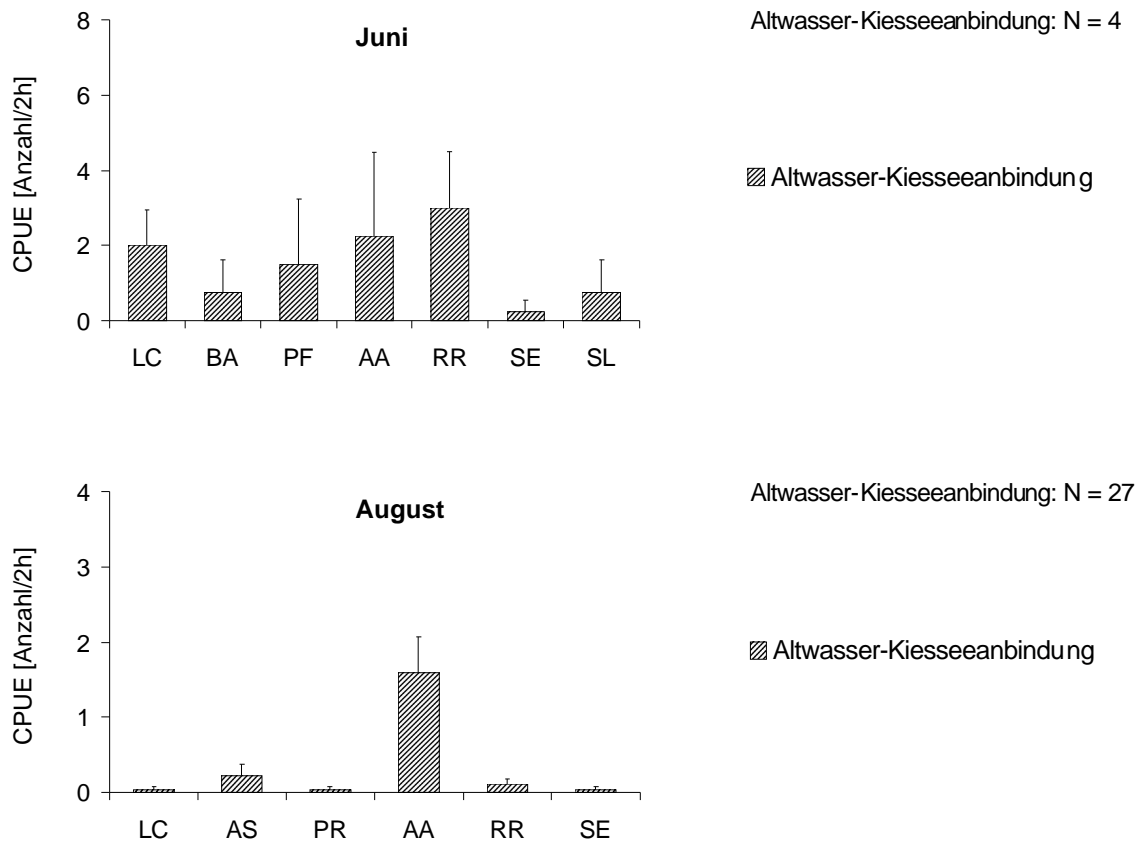 Juni
Altwasser-Kiesseeanbindung: N = 4
CPUE [Anzahl/2h]
8
6
4
2
0
Altwasser-Kiesseeanbindung
LC BA PF AA RR SE SL
August
Altwasser-Kiesseeanbindung: N = 27
CPUE [Anzahl/2h]
4
3
2
1
0
Altwasser-Kiesseeanbindung
LC AS PR AA RR SE